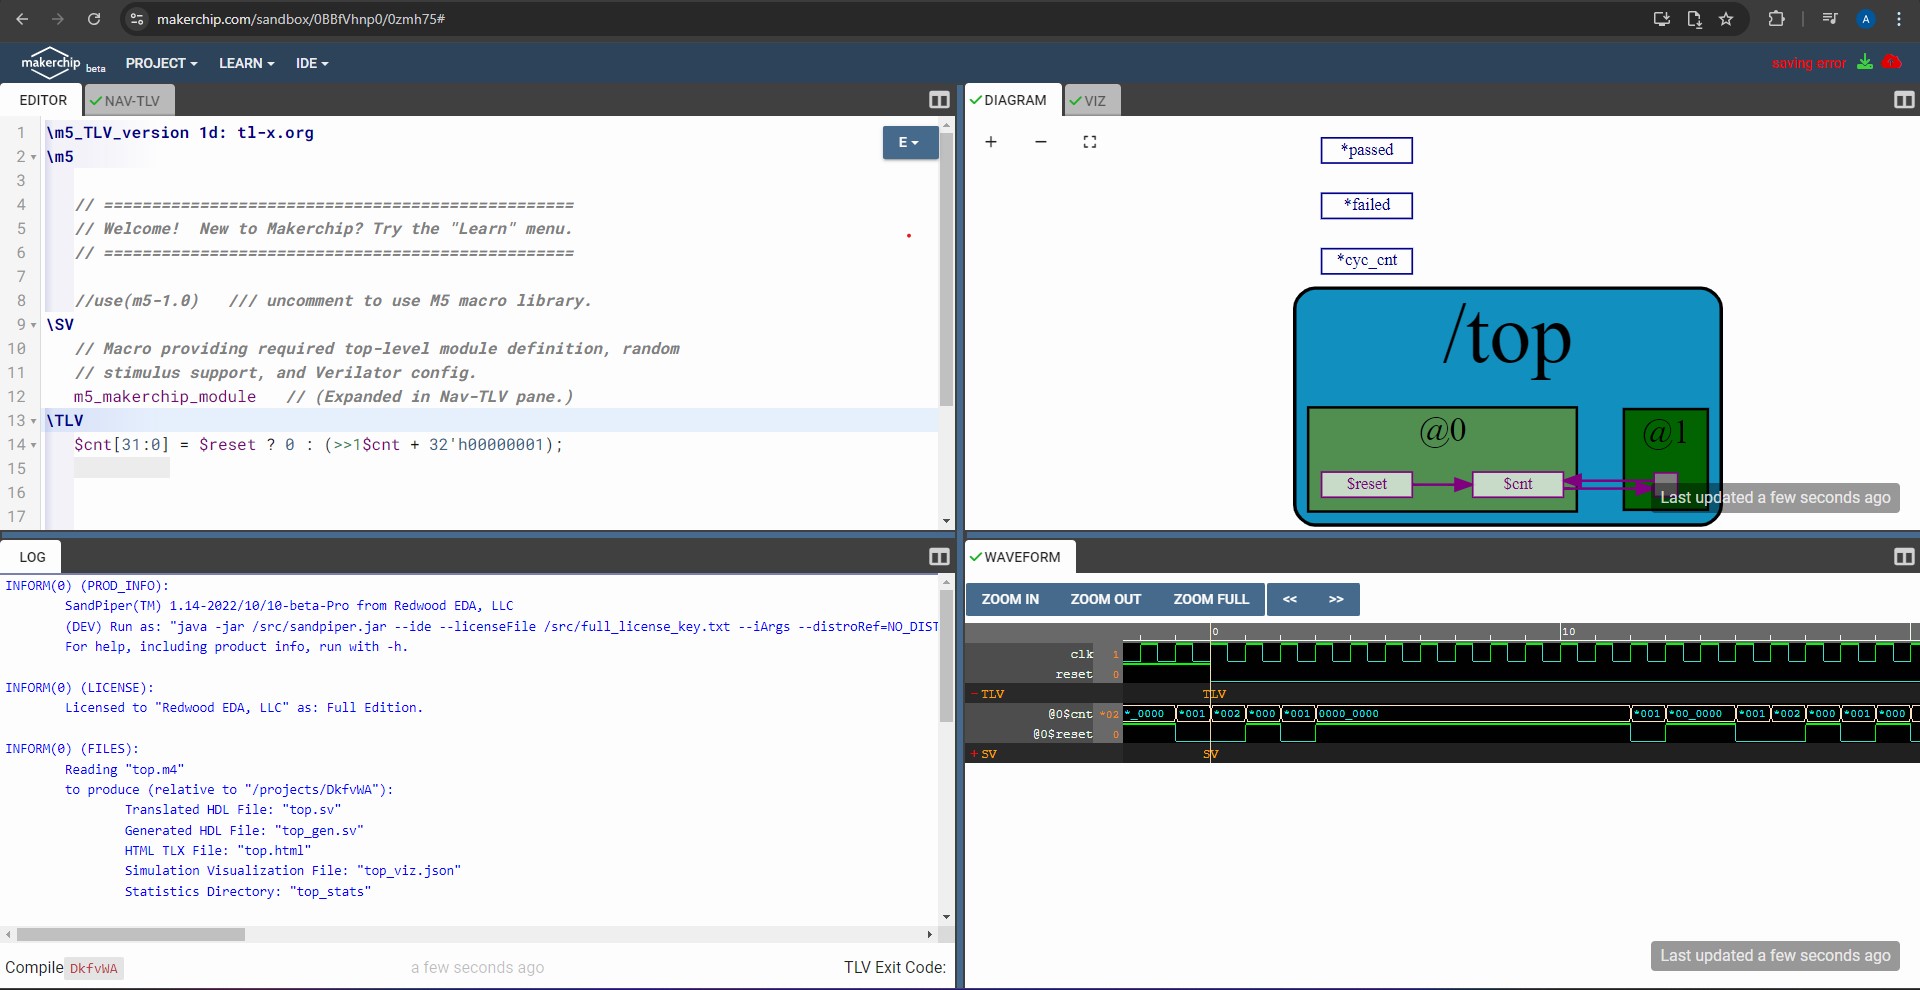 makerchip.com/sandbox/0BBfVhnp0/0zmh75#
A
makerchip beta PROJECT LEARN IDE
saving error
EDITOR NAV-TLV
1 \m5_TLV_version 1d: tl-x.org
2 \m5
3
4 // =================================================
5 // Welcome!  New to Makerchip? Try the "Learn" menu.
6 // =================================================
7
8 //use(m5-1.0)   /// uncomment to use M5 macro library.
9 \SV
10 // Macro providing required top-level module definition, random
11 // stimulus support, and Verilator config.
12 m5_makerchip_module   // (Expanded in Nav-TLV pane.)
13 \TLV
14 $cnt[31:0] = $reset ? 0 : (>>1$cnt + 32'h00000001);
15
16
17
E
DIAGRAM VIZ
*passed
*failed
*cyc_cnt
/top
@0 @1
$reset $cnt
Last updated a few seconds ago
LOG
INFORM(0) (PROD_INFO):
SandPiper(TM) 1.14-2022/10/10-beta-Pro from Redwood EDA, LLC
(DEV) Run as: "java -jar /src/sandpiper.jar --ide --licenseFile /src/full_license_key.txt --iArgs --distroRef=NO_DIST
For help, including product info, run with -h.
INFORM(0) (LICENSE):
Licensed to "Redwood EDA, LLC" as: Full Edition.
INFORM(0) (FILES):
Reading "top.m4"
to produce (relative to "/projects/DkfvWA"):
Translated HDL File: "top.sv"
Generated HDL File: "top_gen.sv"
HTML TLX File: "top.html"
Simulation Visualization File: "top_viz.json"
Statistics Directory: "top_stats"
Compile DkfvWA a few seconds ago TLV Exit Code:
WAVEFORM
ZOOM IN ZOOM OUT ZOOM FULL << >>
0 10
clk 1
reset 0
- TLV TLV
@0$cnt *02 *_0000 *001 *002 *000 *001 0000_0000 *001 *00_0000 *001 *002 *000 *001 *000
@0$reset 0
+ SV SV
Last updated a few seconds ago